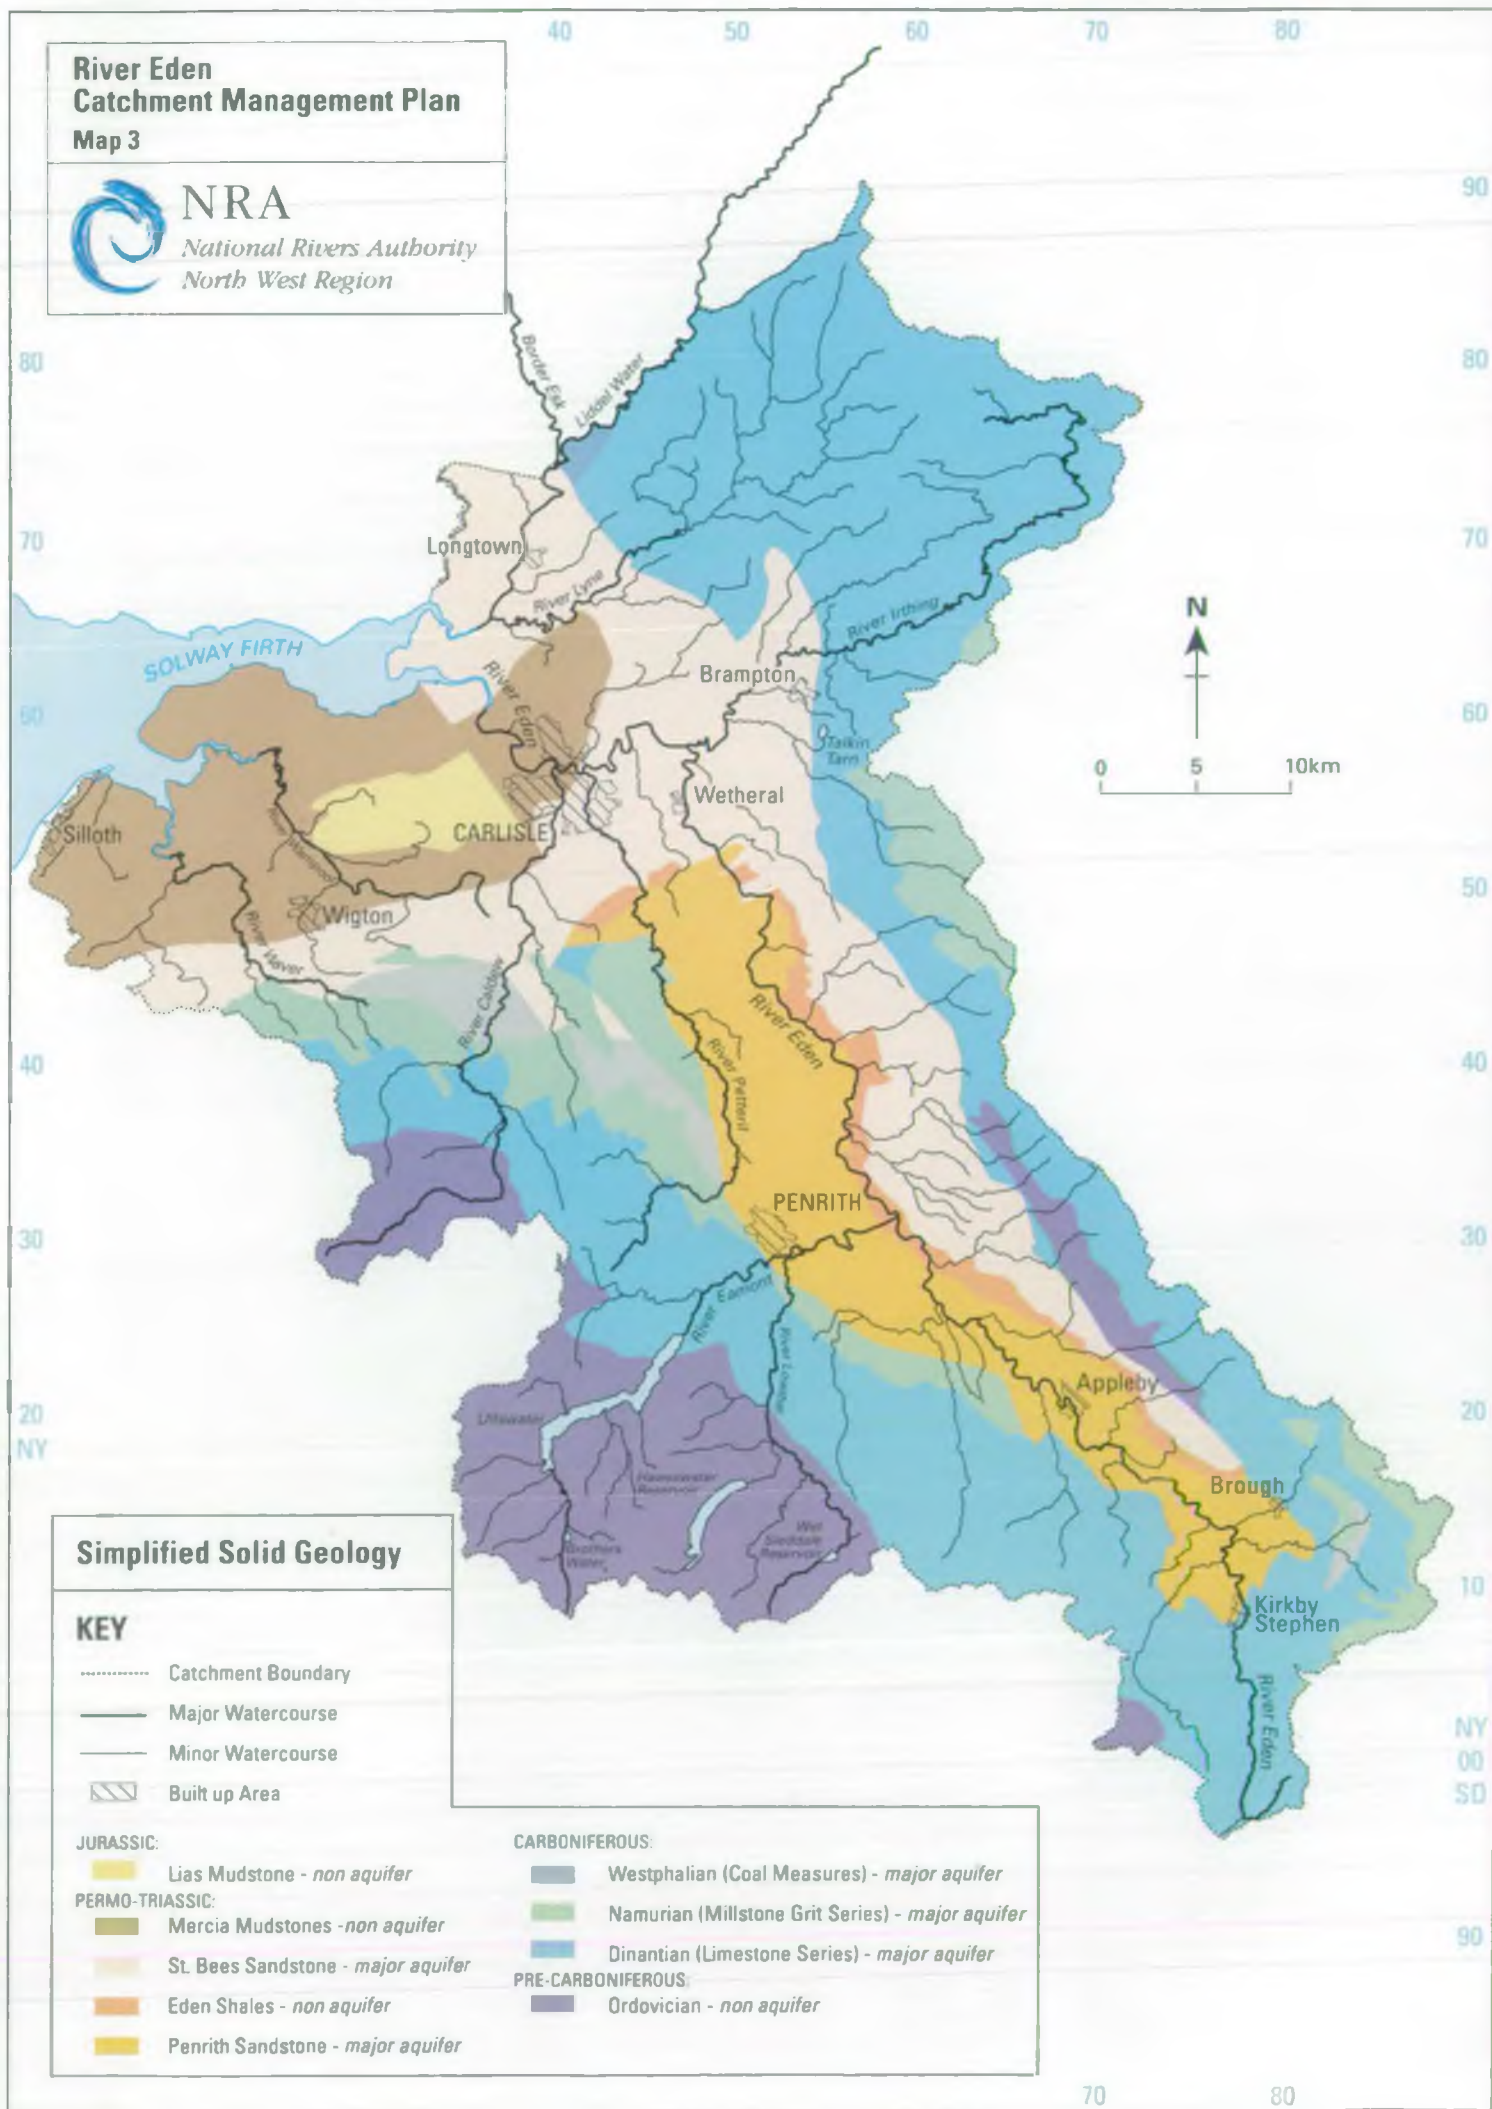 River Eden
Catchment Management Plan
Map 3
NRA
National Rivers Authority
North West Region
40 50 60 70 80
90
80
80
70
70
60
60
50
40
40
30
30
20
NY
20
10
NY
00
SD
90
70 80
Border Esk
Liddel Water
Longtown
River Lyne
River Irthing
SOLWAY FIRTH
River Eden
Brampton
Talkin
Tarn
N
0 5 10km
Wetheral
CARLISLE
Silloth
River Wampool
Wigton
River Waver
River Caldew
River Eden
River Petteril
PENRITH
River Eamont
River Lowther
Appleby
Ullswater
Haweswater
Reservoir
Brough
Wet
Sleddale
Reservoir
Brothers
Water
Kirkby
Stephen
River Eden
Simplified Solid Geology
KEY
Catchment Boundary
Major Watercourse
Minor Watercourse
Built up Area
JURASSIC:
Lias Mudstone - non aquifer
PERMO-TRIASSIC:
Mercia Mudstones -non aquifer
St. Bees Sandstone - major aquifer
Eden Shales - non aquifer
Penrith Sandstone - major aquifer
CARBONIFEROUS:
Westphalian (Coal Measures) - major aquifer
Namurian (Millstone Grit Series) - major aquifer
Dinantian (Limestone Series) - major aquifer
PRE-CARBONIFEROUS:
Ordovician - non aquifer